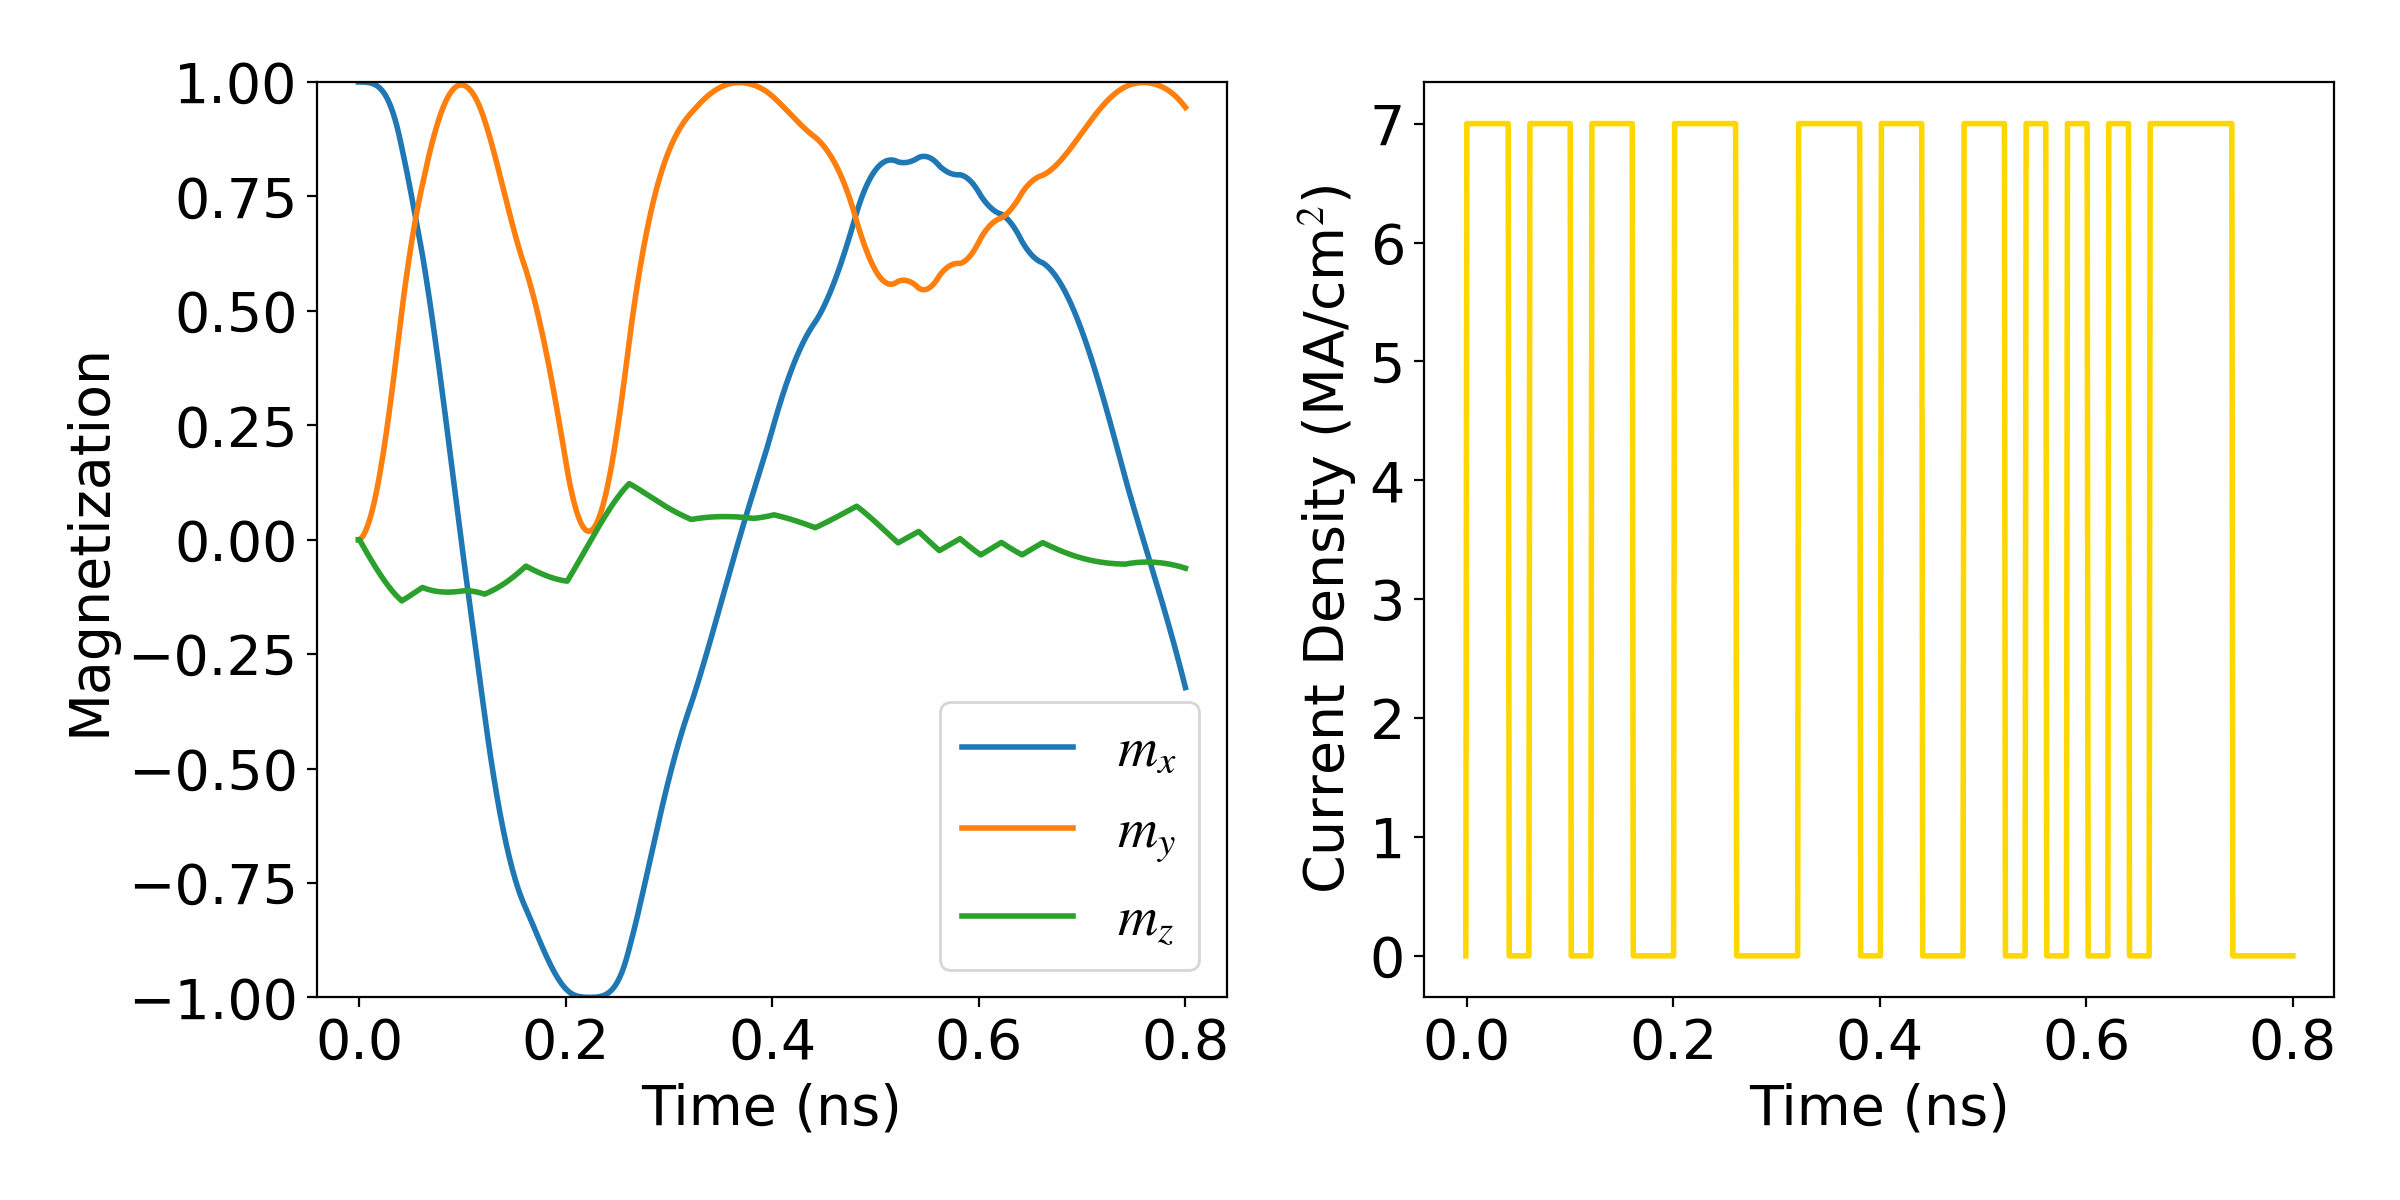 Magnetization
1.00
0.75
0.50
0.25
0.00
−0.25
−0.50
−0.75
−1.00
0.0 0.2 0.4 0.6 0.8
Time (ns)
m_x
m_y
m_z
Current Density (MA/cm²)
7
6
5
4
3
2
1
0
0.0 0.2 0.4 0.6 0.8
Time (ns)